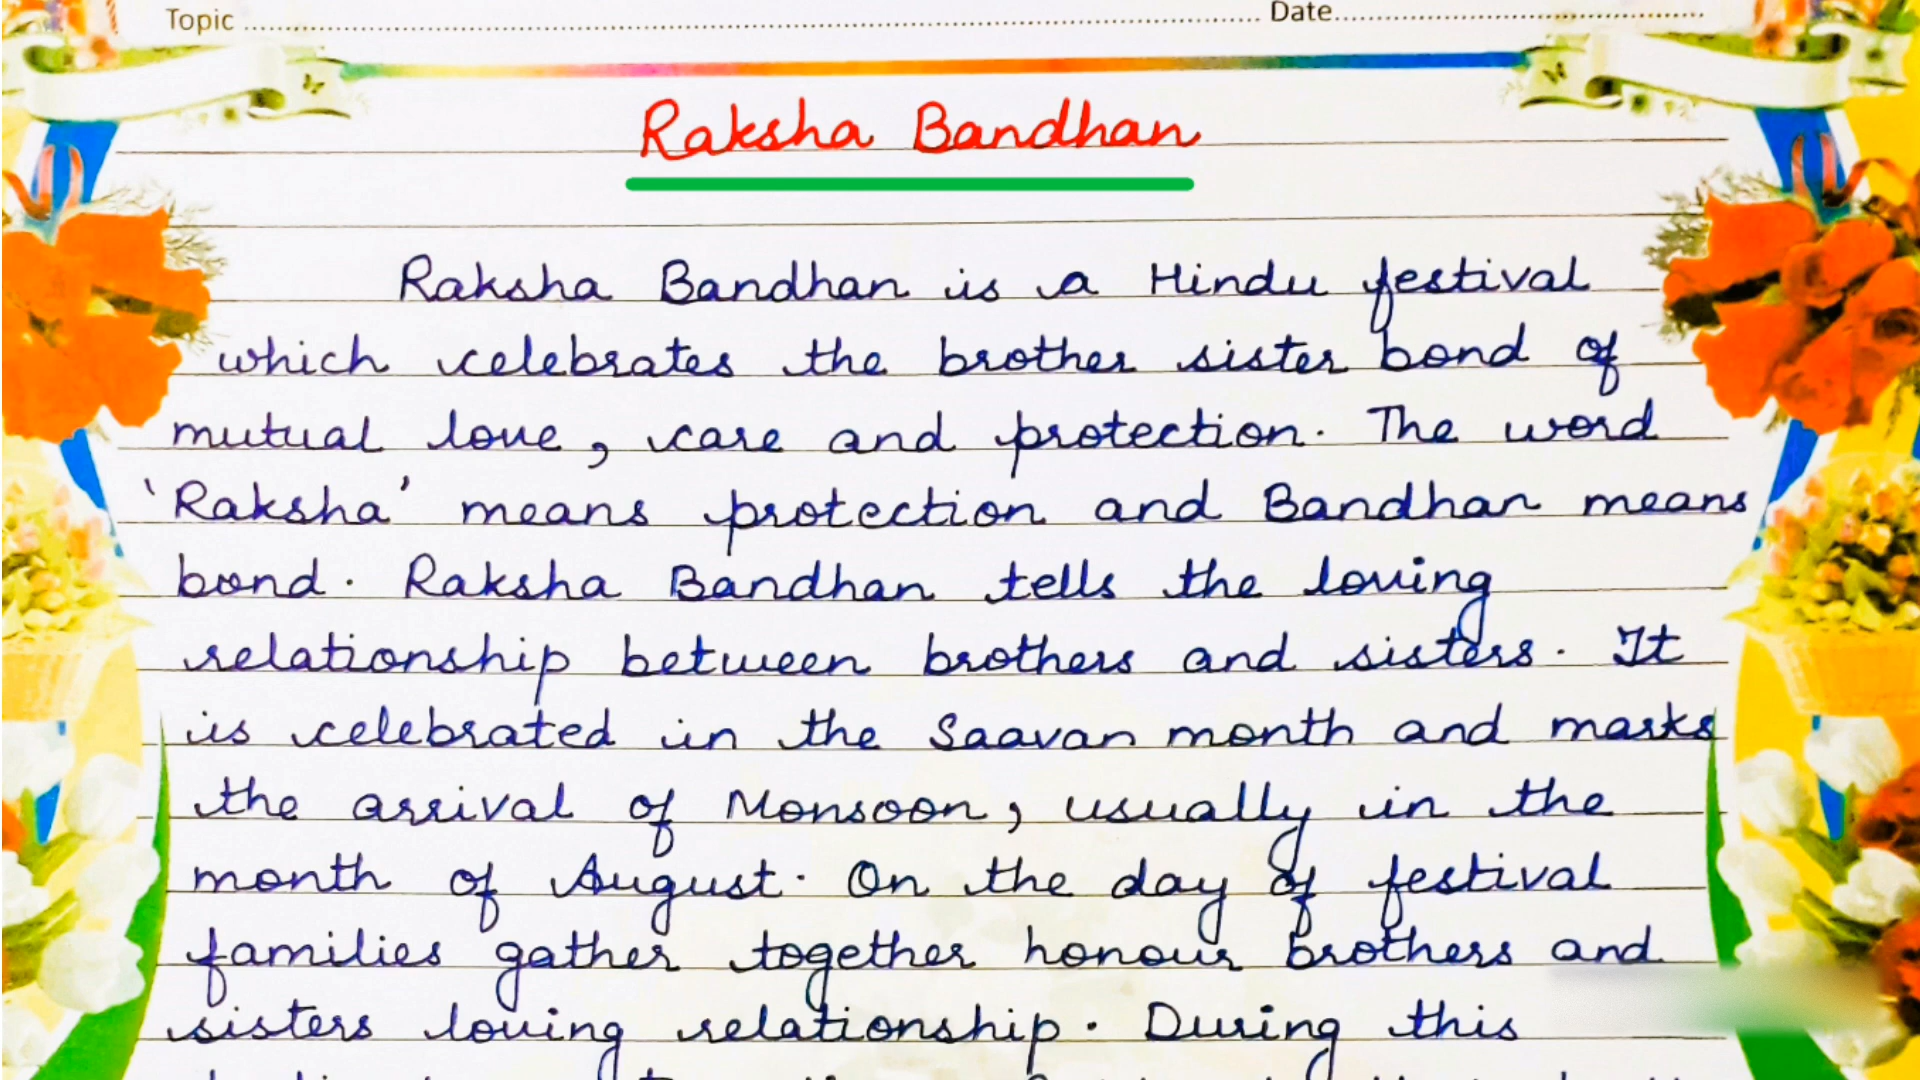 Topic ........ Date........
Raksha Bandhan
Raksha Bandhan is a Hindu festival
which celebrates the brother sister bond of
mutual love, care and protection. The word
'Raksha' means protection and Bandhan means
bond. Raksha Bandhan tells the loving
relationship between brothers and sisters. It
is celebrated in the Saavan month and marks
the arrival of Monsoon, usually in the
month of August. On the day of festival
families gather together honour brothers and
sisters loving relationship. During this